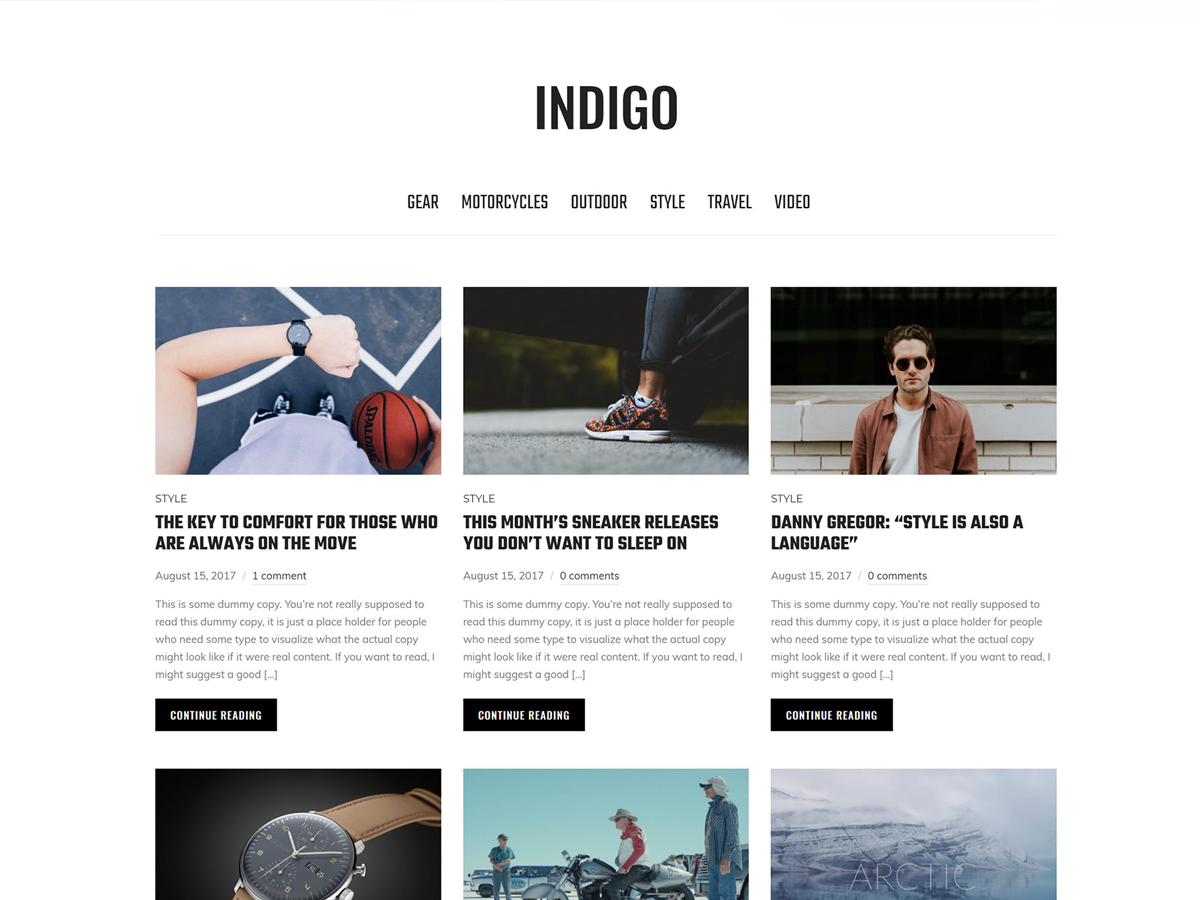 INDIGO
GEAR MOTORCYCLES OUTDOOR STYLE TRAVEL VIDEO
SPALDING
STYLE
THE KEY TO COMFORT FOR THOSE WHO
ARE ALWAYS ON THE MOVE
August 15, 2017 / 1 comment
This is some dummy copy. You’re not really supposed to
read this dummy copy, it is just a place holder for people
who need some type to visualize what the actual copy
might look like if it were real content. If you want to read, I
might suggest a good [...]
CONTINUE READING
STYLE
THIS MONTH’S SNEAKER RELEASES
YOU DON’T WANT TO SLEEP ON
August 15, 2017 / 0 comments
This is some dummy copy. You’re not really supposed to
read this dummy copy, it is just a place holder for people
who need some type to visualize what the actual copy
might look like if it were real content. If you want to read, I
might suggest a good [...]
CONTINUE READING
STYLE
DANNY GREGOR: “STYLE IS ALSO A
LANGUAGE”
August 15, 2017 / 0 comments
This is some dummy copy. You’re not really supposed to
read this dummy copy, it is just a place holder for people
who need some type to visualize what the actual copy
might look like if it were real content. If you want to read, I
might suggest a good [...]
CONTINUE READING
ARCTIC